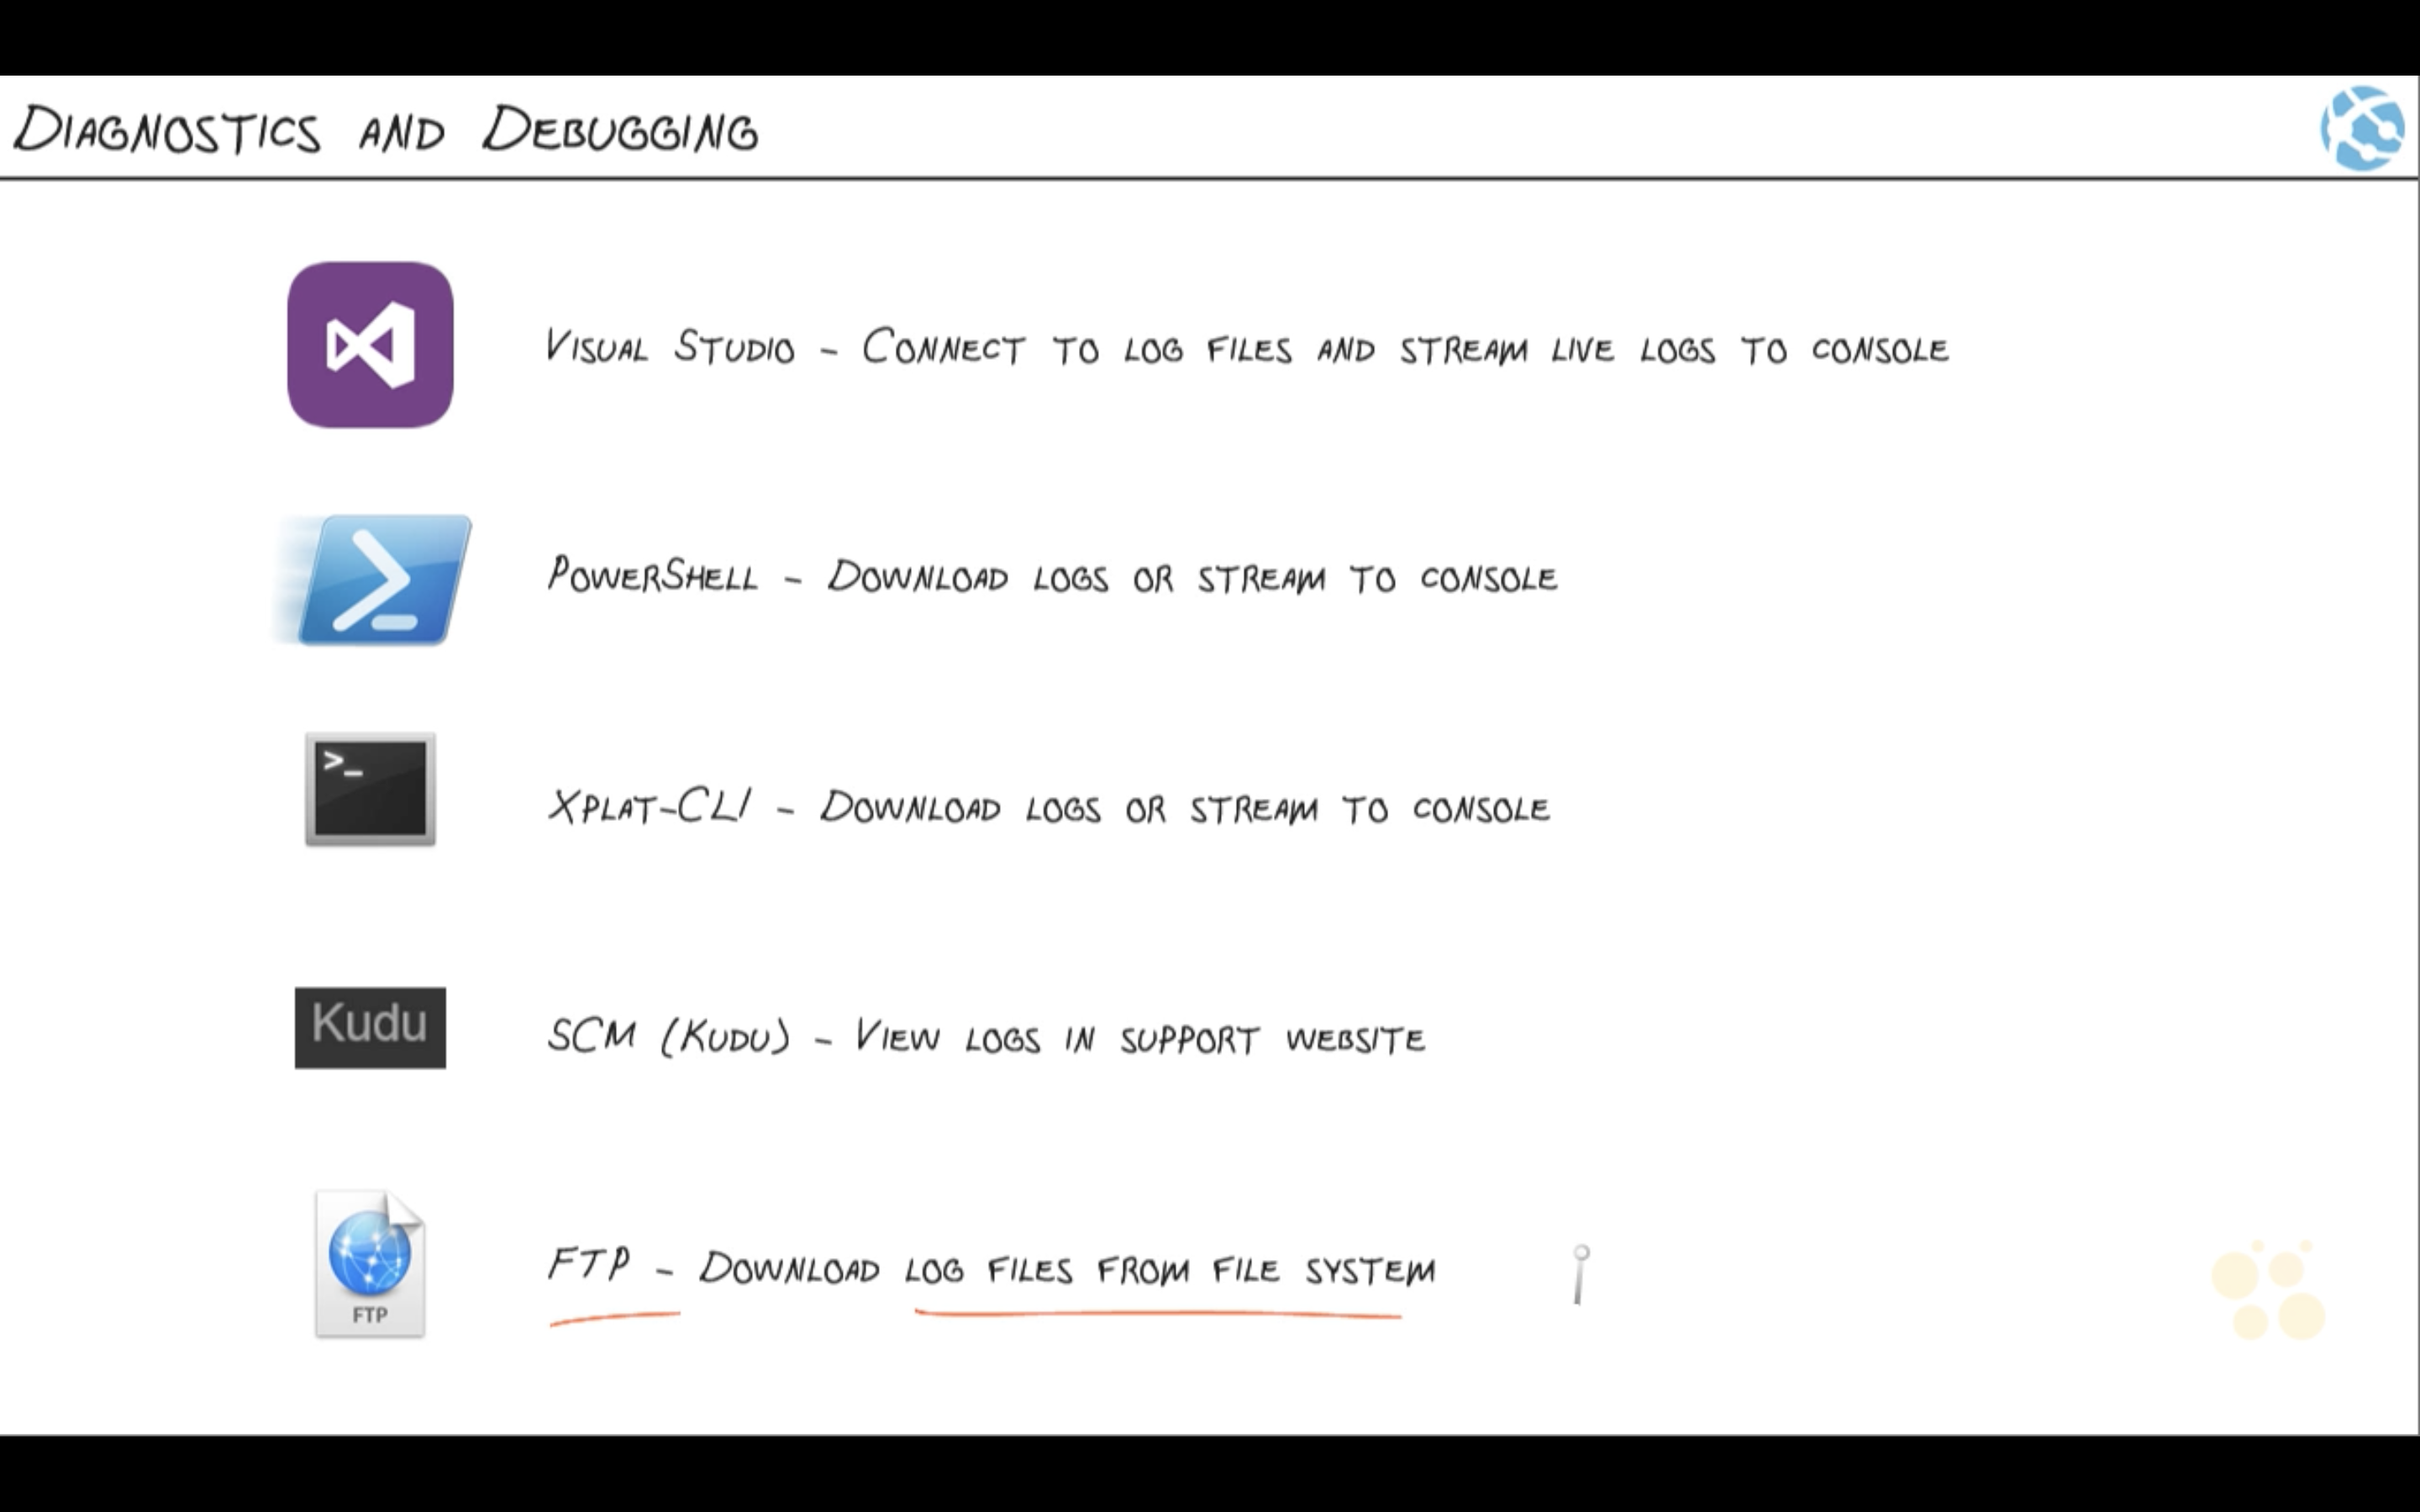 Diagnostics and Debugging
Visual Studio - Connect to log files and stream live logs to console
PowerShell - Download logs or stream to console
>_
Xplat-CLI - Download logs or stream to console
Kudu
SCM (Kudu) - View logs in support website
FTP
FTP - Download log files from file system